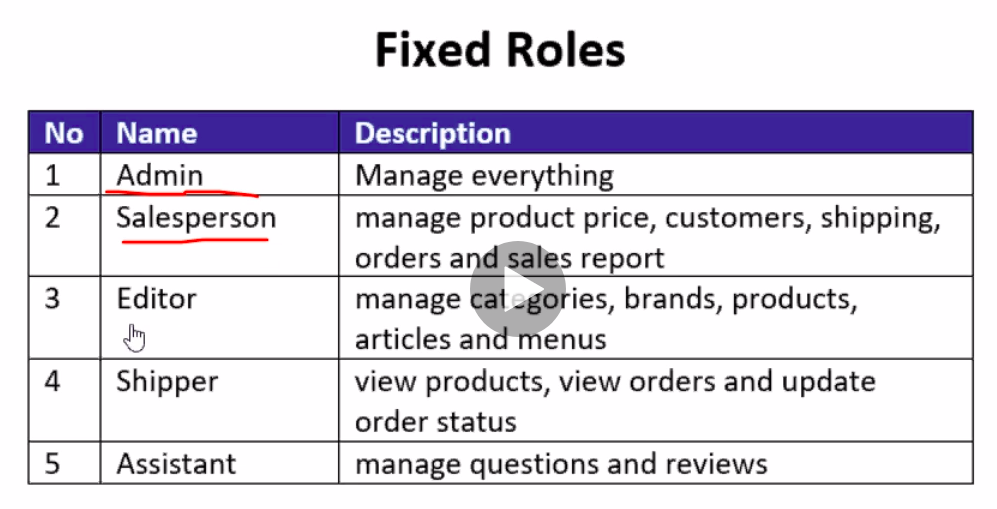 Fixed Roles
No Name Description
1 Admin Manage everything
2 Salesperson manage product price, customers, shipping,
orders and sales report
3 Editor manage categories, brands, products,
articles and menus
4 Shipper view products, view orders and update
order status
5 Assistant manage questions and reviews